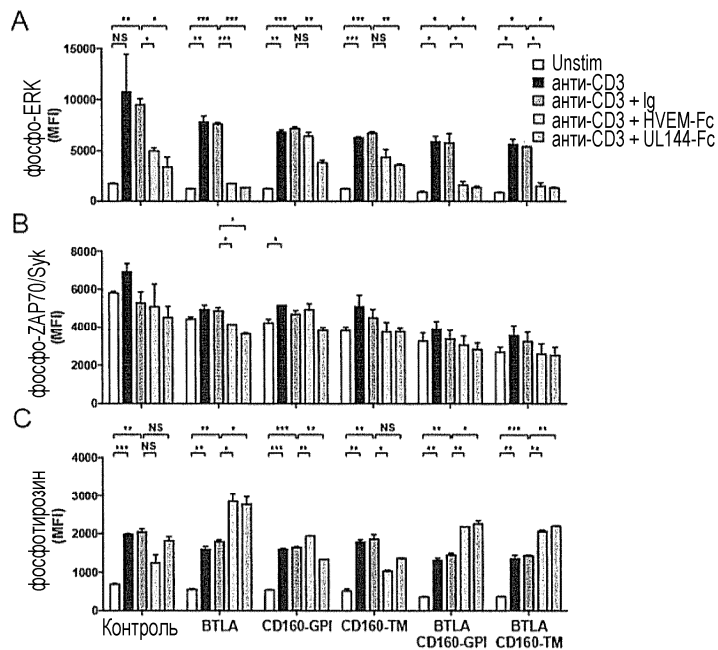 A
** *
*** ***
*** **
*** **
* *
* *
NS *
** ***
** NS
*** NS
* *
* *
фосфо-ERK
(MFI)
15000
10000
5000
0
Unstim
анти-CD3
анти-CD3 + Ig
анти-CD3 + HVEM-Fc
анти-CD3 + UL144-Fc
B
*
*
*
фосфо-ZAP70/Syk
(MFI)
8000
6000
4000
2000
0
C
** NS
** *
*** **
** NS
** *
*** **
*** NS
** *
*** **
** *
** **
** **
фосфотирозин
(MFI)
4000
3000
2000
1000
0
Контроль
BTLA
CD160-GPI
CD160-TM
BTLA
CD160-GPI
BTLA
CD160-TM